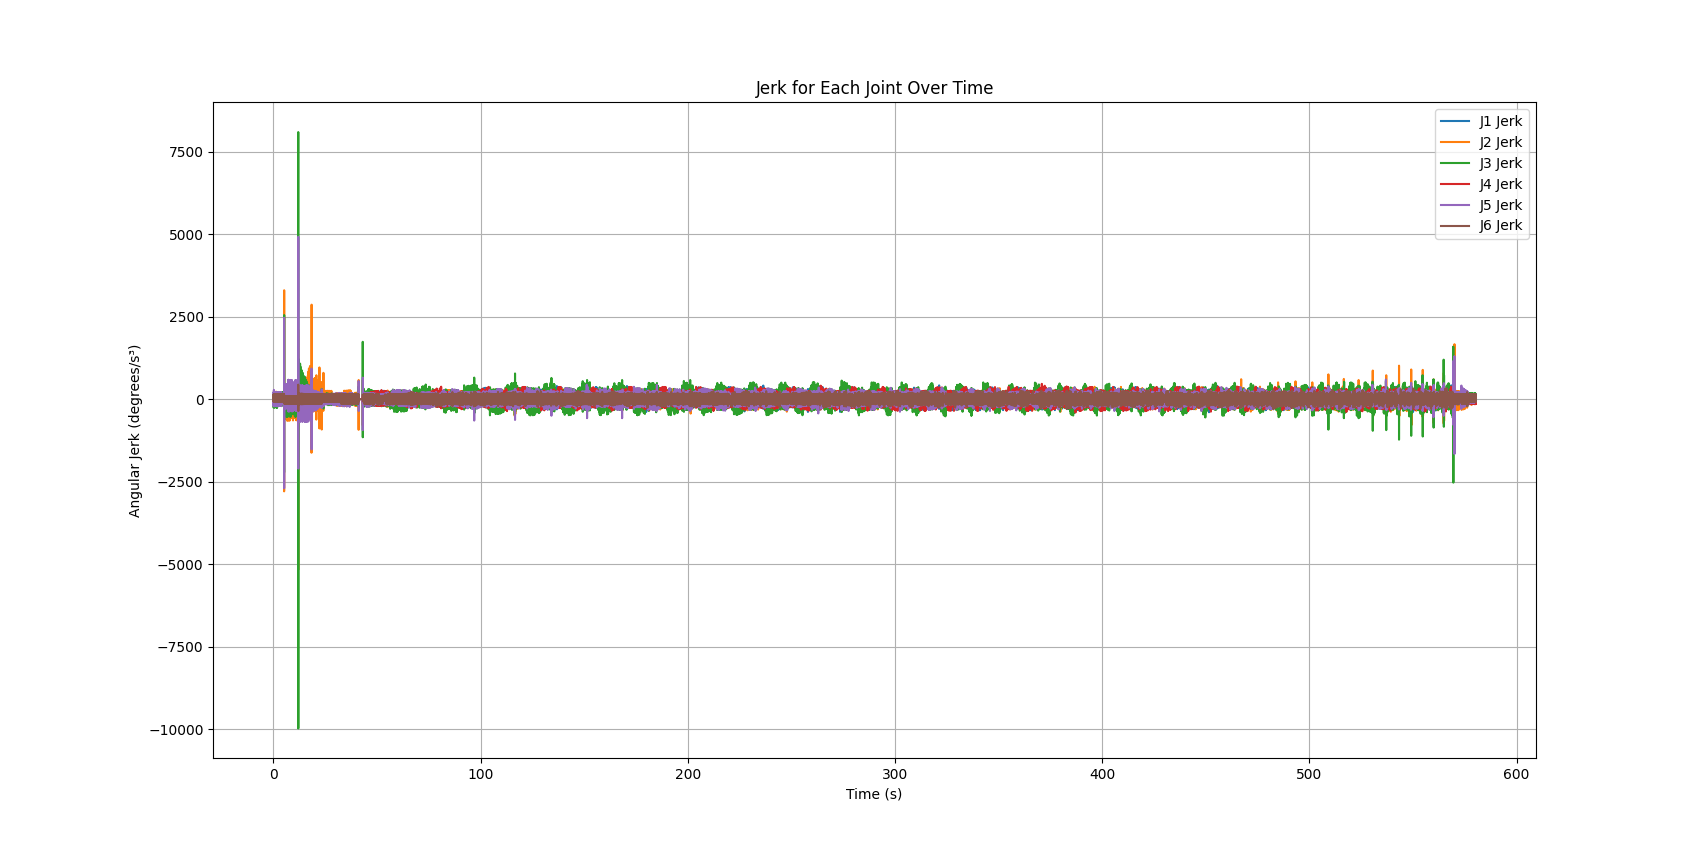 Jerk for Each Joint Over Time
J1 Jerk
J2 Jerk
J3 Jerk
J4 Jerk
J5 Jerk
J6 Jerk
7500
5000
2500
0
−2500
−5000
−7500
−10000
Angular Jerk (degrees/s³)
0 100 200 300 400 500 600
Time (s)